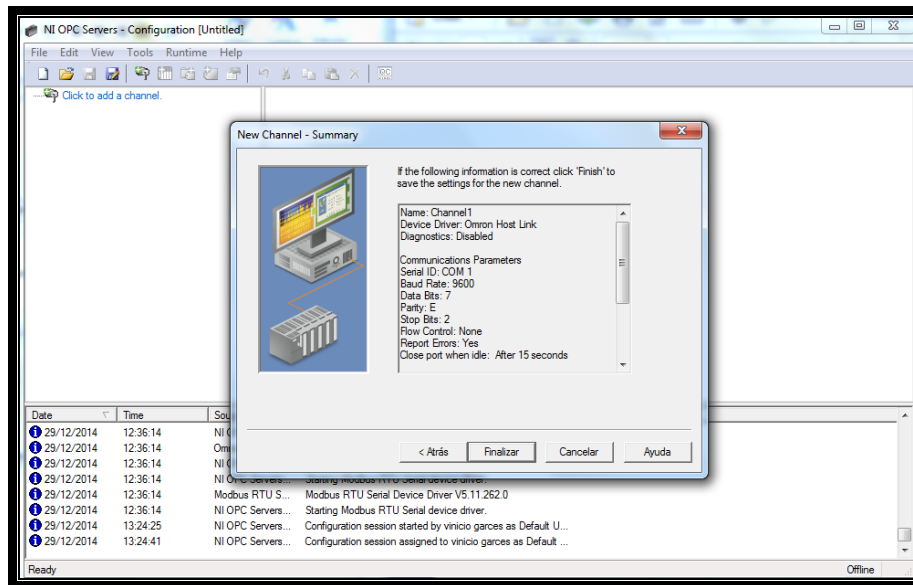 NI OPC Servers - Configuration [Untitled]
File Edit View Tools Runtime Help
Click to add a channel.
New Channel - Summary
If the following information is correct click 'Finish' to
save the settings for the new channel.
Name: Channel1
Device Driver: Omron Host Link
Diagnostics: Disabled
Communications Parameters
Serial ID: COM 1
Baud Rate: 9600
Data Bits: 7
Parity: E
Stop Bits: 2
Flow Control: None
Report Errors: Yes
Close port when idle: After 15 seconds
< Atrás Finalizar Cancelar Ayuda
Date Time Sou
29/12/2014 12:36:14 NI
29/12/2014 12:36:14
29/12/2014 12:36:14 NI
29/12/2014 12:36:14 NI OPC Servers... Starting Modbus RTU Serial device driver.
29/12/2014 12:36:14 Modbus RTU S... Modbus RTU Serial Device Driver V5.11.262.0
29/12/2014 12:36:14 NI OPC Servers... Starting Modbus RTU Serial device driver.
29/12/2014 13:24:25 NI OPC Servers... Configuration session started by vinicio garces as Default U...
29/12/2014 13:24:41 NI OPC Servers... Configuration session assigned to vinicio garces as Default ...
Ready Offline